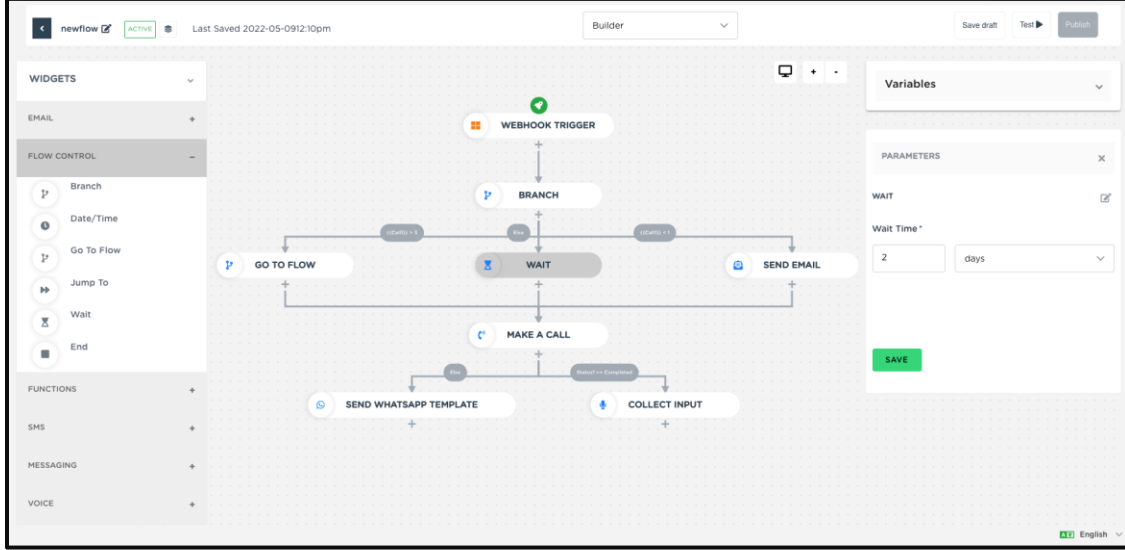 newflow ACTIVE Last Saved 2022-05-0912:10pm Builder Save draft Test Publish
WIDGETS
EMAIL +
FLOW CONTROL -
Branch
Date/Time
Go To Flow
Jump To
Wait
End
FUNCTIONS +
SMS +
MESSAGING +
VOICE +
+ -
WEBHOOK TRIGGER
BRANCH
Else
GO TO FLOW
WAIT
SEND EMAIL
MAKE A CALL
Else
SEND WHATSAPP TEMPLATE
COLLECT INPUT
Variables
PARAMETERS
WAIT
Wait Time*
2 days
SAVE
English